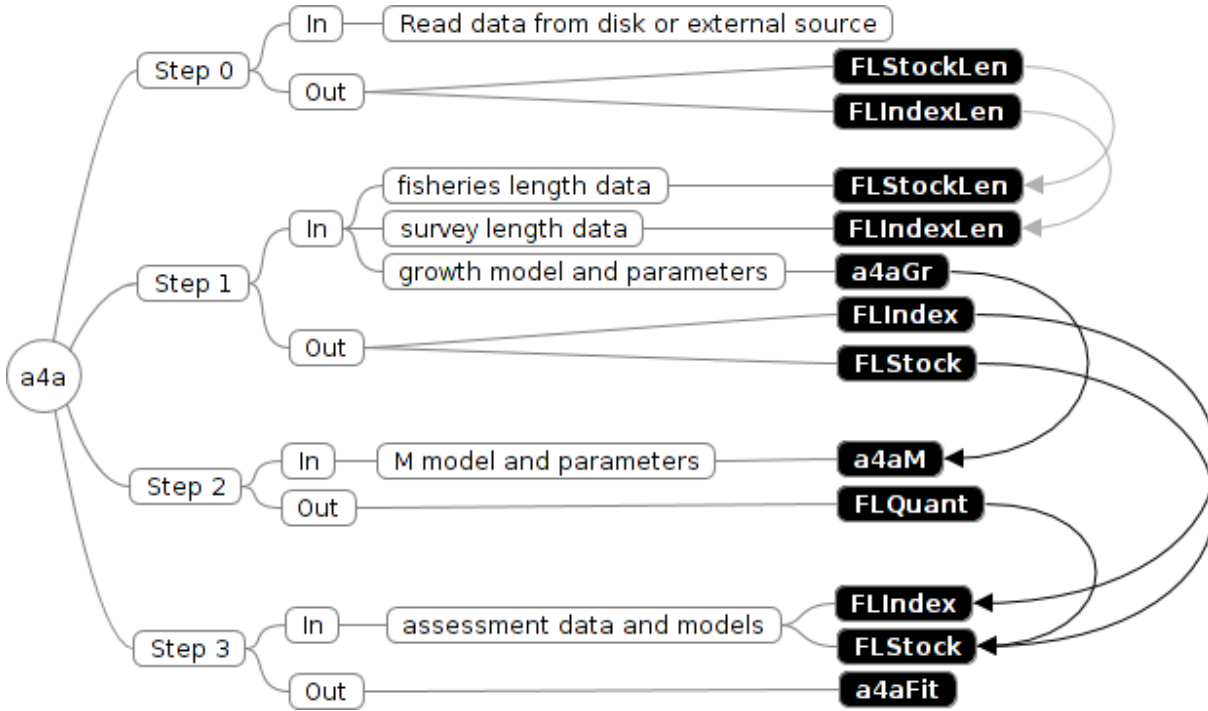 a4a
Step 0
In
Read data from disk or external source
Out
FLStockLen
FLIndexLen
Step 1
In
fisheries length data
FLStockLen
survey length data
FLIndexLen
growth model and parameters
a4aGr
Out
FLIndex
FLStock
Step 2
In
M model and parameters
a4aM
Out
FLQuant
Step 3
In
assessment data and models
FLIndex
FLStock
Out
a4aFit